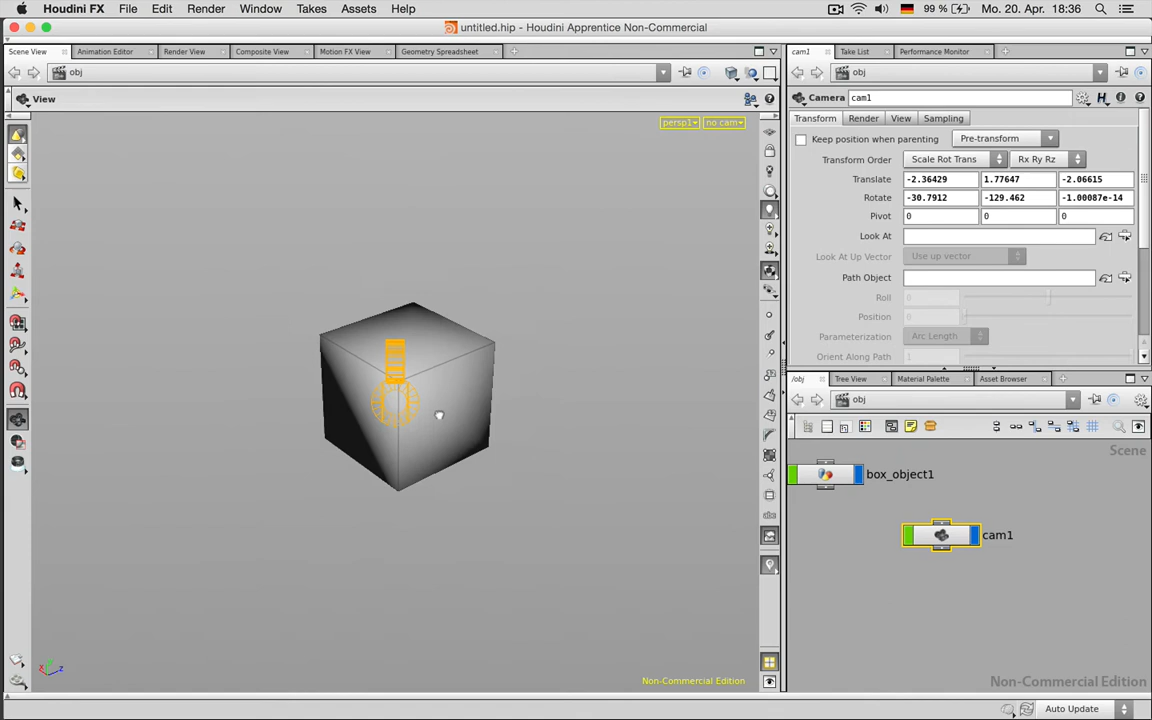 Houdini FX File Edit Render Window Takes Assets Help 99 % Mo. 20. Apr. 18:36
untitled.hip - Houdini Apprentice Non-Commercial
Scene View Animation Editor Render View Composite View Motion FX View Geometry Spreadsheet
obj
View
persp1 no cam
Non-Commercial Edition
cam1 Take List Performance Monitor
obj
Camera cam1
Transform Render View Sampling
Keep position when parenting Pre-transform
Transform Order Scale Rot Trans Rx Ry Rz
Translate -2.36429 1.77647 -2.06615
Rotate -30.7912 -129.462 -1.00087e-14
Pivot 0 0 0
Look At
Look At Up Vector Use up vector
Path Object
Roll 0
Position 0
Parameterization Arc Length
Orient Along Path 1
/obj Tree View Material Palette Asset Browser
obj
Scene
box_object1
cam1
Non-Commercial Edition
Auto Update